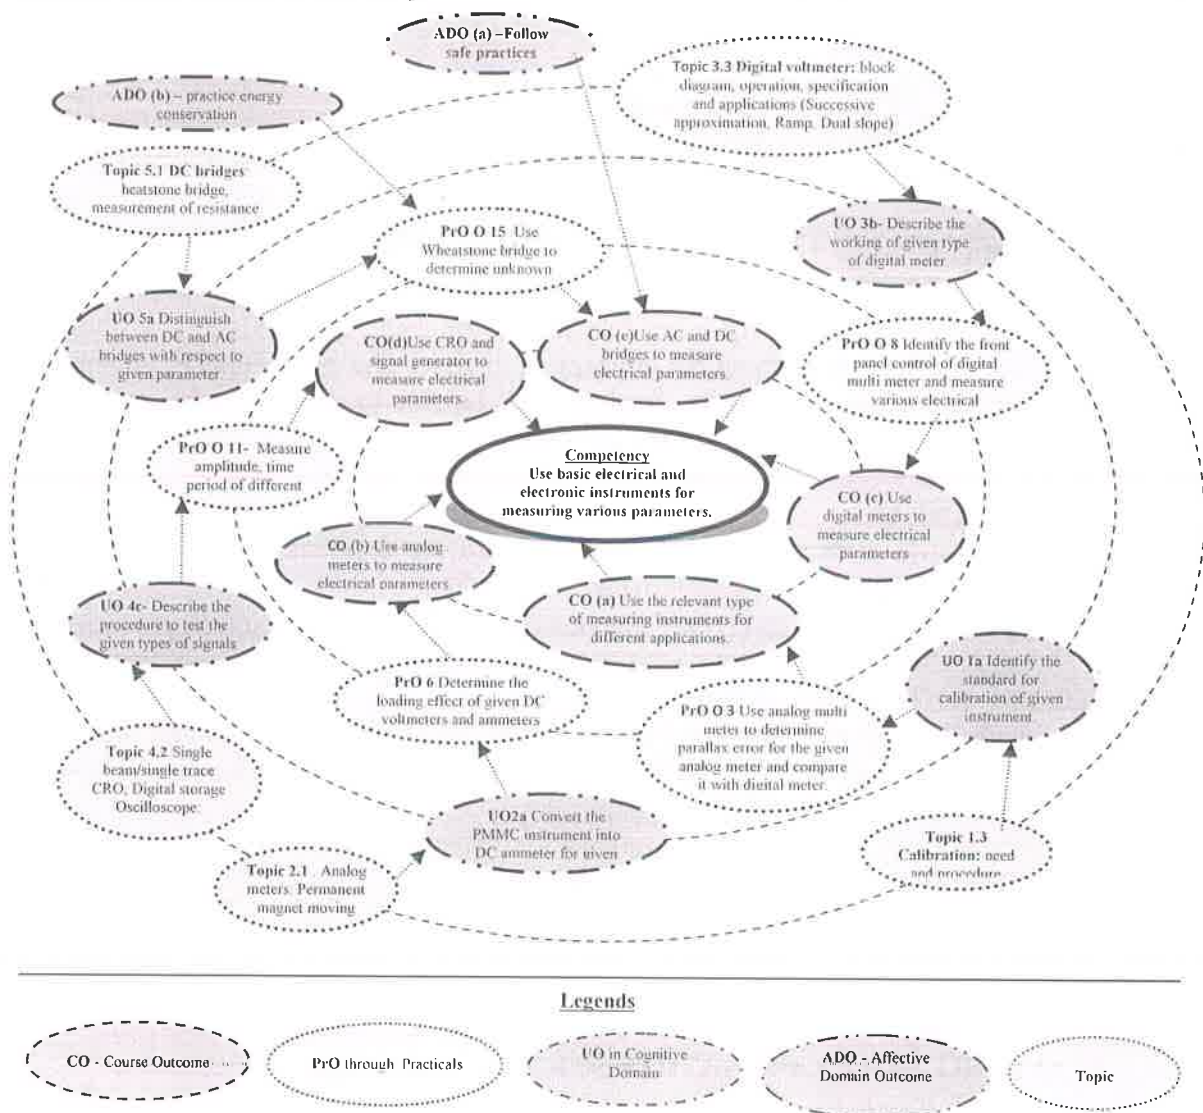 ADO (a) –Follow
safe practices
Topic 3.3 Digital voltmeter: block
diagram, operation, specification
and applications (Successive
approximation, Ramp, Dual slope)
ADO (b) – practice energy
conservation
Topic 5.1 DC bridges
heatstone bridge,
measurement of resistance
PrO O 15 Use
Wheatstone bridge to
determine unknown
UO 3b- Describe the
working of given type
of digital meter
UO 5a Distinguish
between DC and AC
bridges with respect to
given parameter
CO(d)Use CRO and
signal generator to
measure electrical
parameters.
CO (e)Use AC and DC
bridges to measure
electrical parameters.
PrO O 8 Identify the front
panel control of digital
multi meter and measure
various electrical
PrO O 11- Measure
amplitude, time
period of different
Competency
Use basic electrical and
electronic instruments for
measuring various parameters.
CO (c) Use
digital meters to
measure electrical
parameters
CO (b) Use analog
meters to measure
electrical parameters
UO 4c- Describe the
procedure to test the
given types of signals
CO (a) Use the relevant type
of measuring instruments for
different applications.
UO 1a Identify the
standard for
calibration of given
instrument.
PrO 6 Determine the
loading effect of given DC
voltmeters and ammeters
PrO O 3 Use analog multi
meter to determine
parallax error for the given
analog meter and compare
it with digital meter.
Topic 4.2 Single
beam/single trace
CRO, Digital storage
Oscilloscope.
UO2a Convert the
PMMC instrument into
DC ammeter for given
Topic 1.3
Calibration: need
and procedure
Topic 2.1 . Analog
meters. Permanent
magnet moving
Legends
CO - Course Outcome
PrO through Practicals
UO in Cognitive
Domain
ADO - Affective
Domain Outcome
Topic